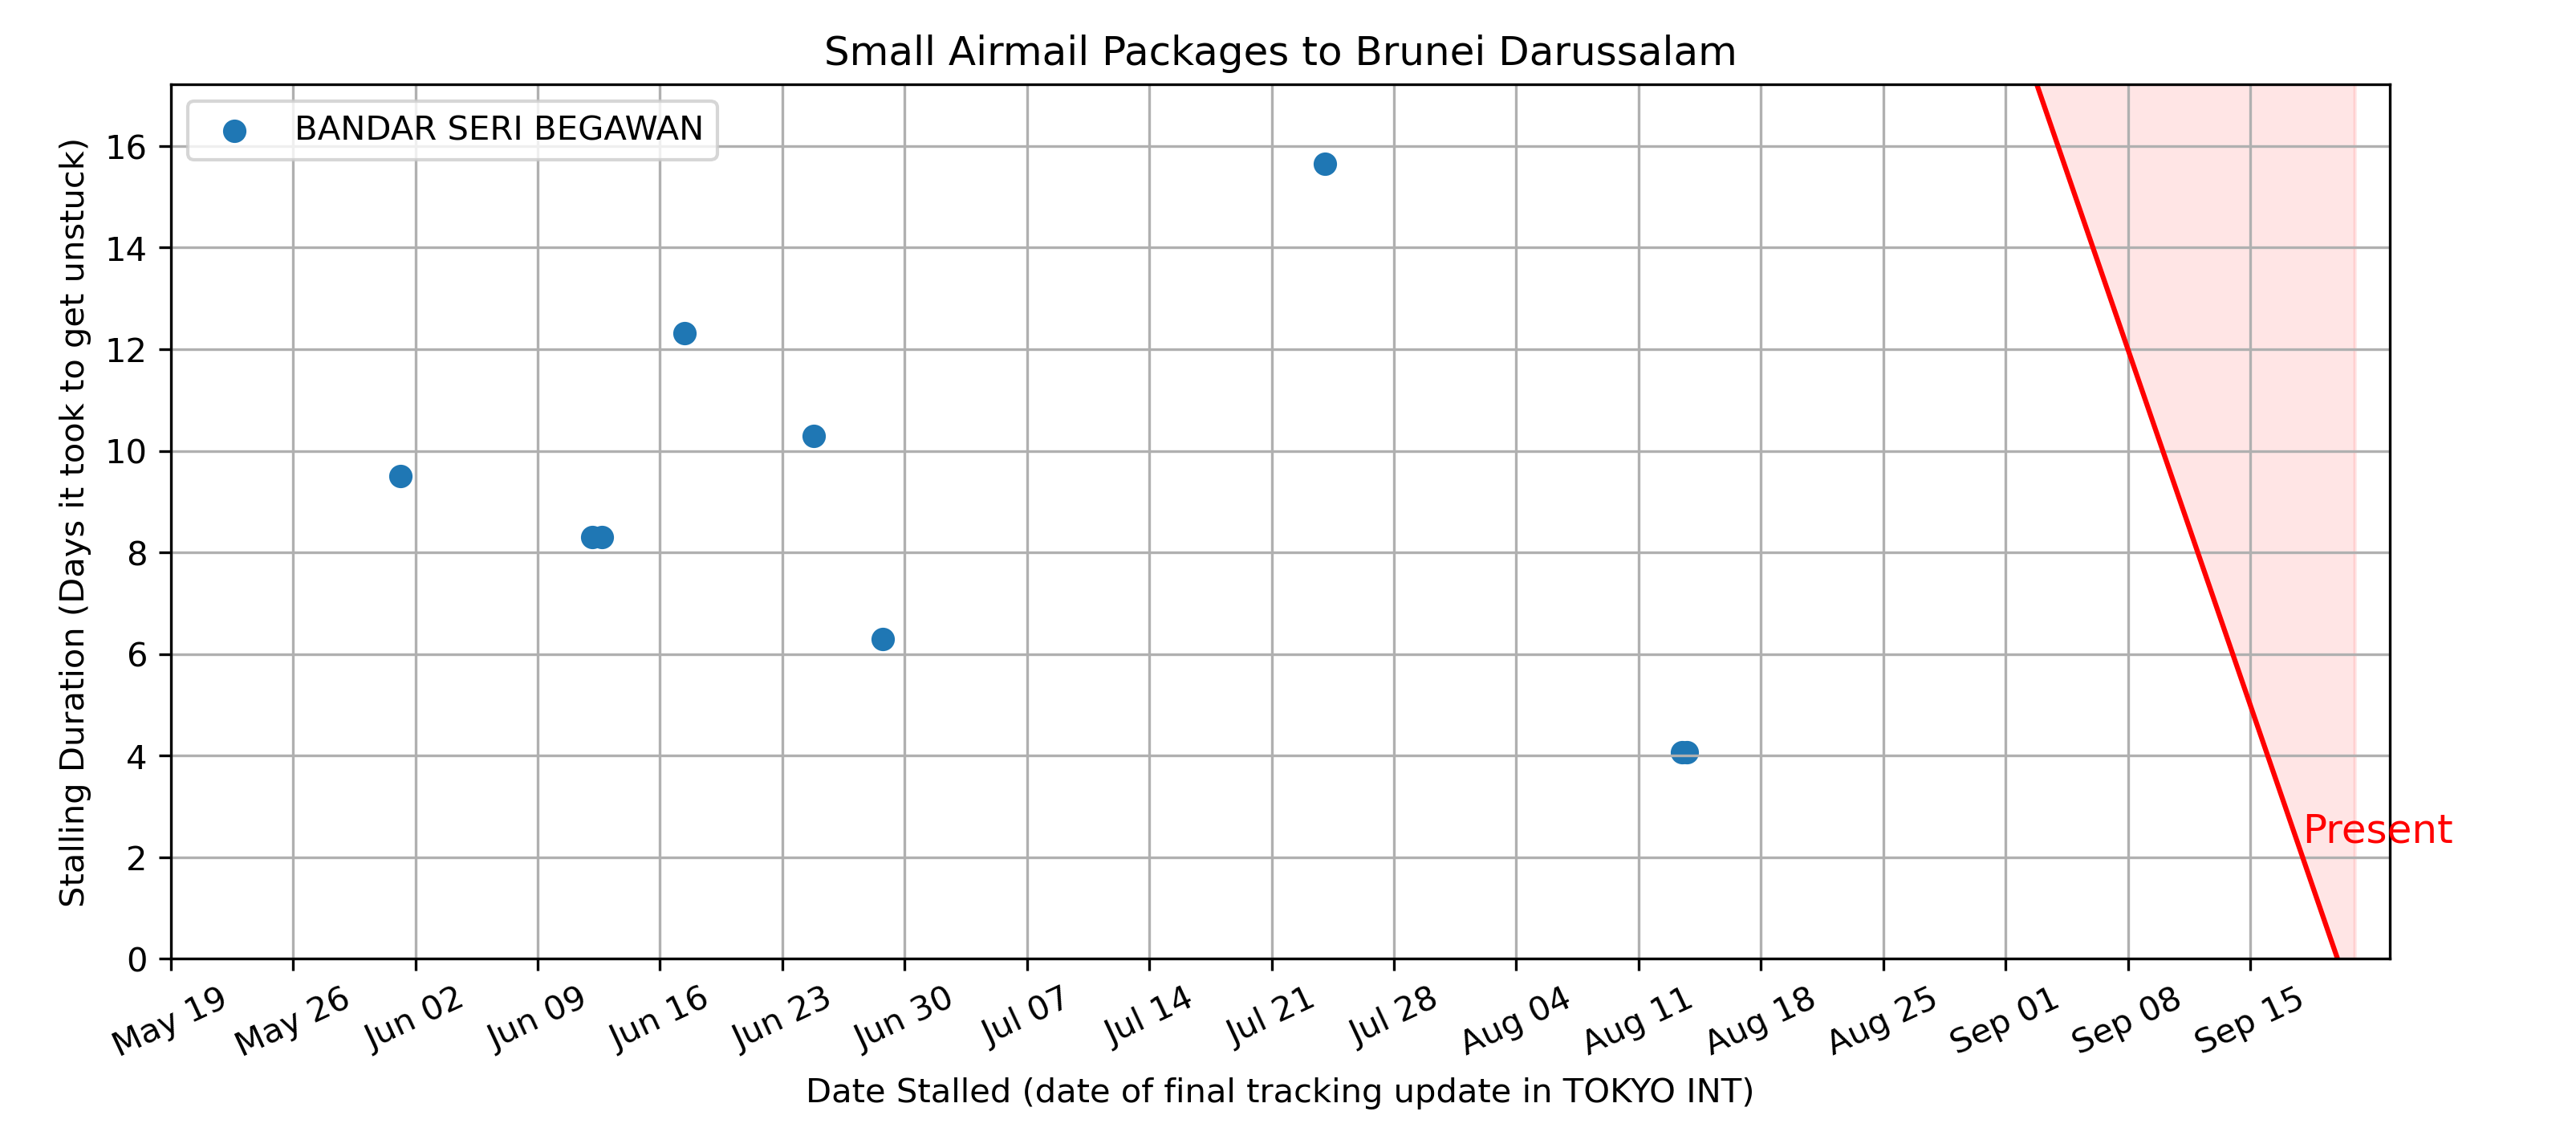 Small Airmail Packages to Brunei Darussalam
BANDAR SERI BEGAWAN
Stalling Duration (Days it took to get unstuck)
16
14
12
10
8
6
4
2
0
Present
May 19
May 26
Jun 02
Jun 09
Jun 16
Jun 23
Jun 30
Jul 07
Jul 14
Jul 21
Jul 28
Aug 04
Aug 11
Aug 18
Aug 25
Sep 01
Sep 08
Sep 15
Date Stalled (date of final tracking update in TOKYO INT)